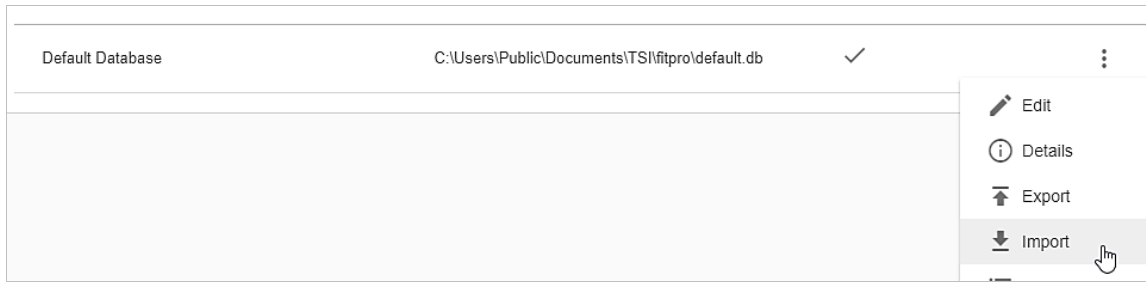 Default Database C:\Users\Public\Documents\TSI\fitpro\default.db
Edit
Details
Export
Import